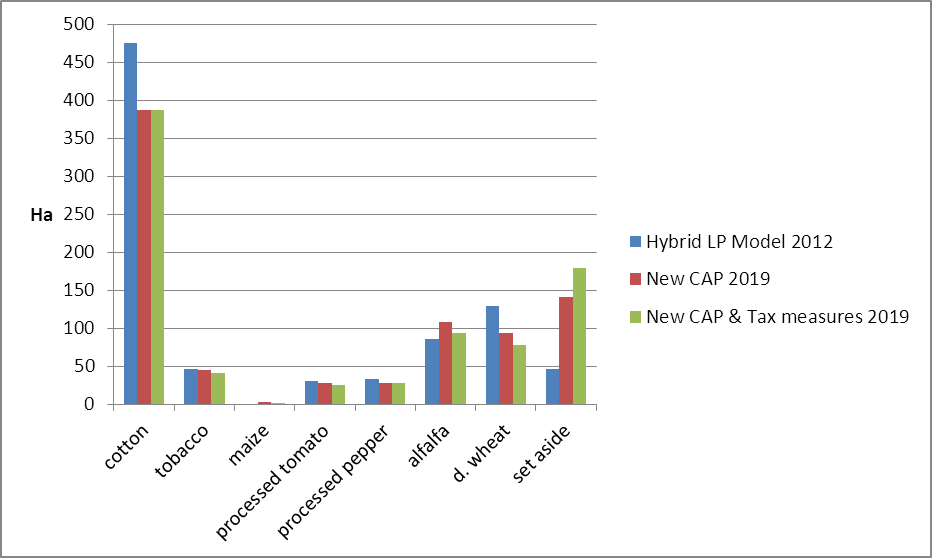 500
450
400
350
300
250
200
150
100
50
0
Ha
cotton
tobacco
maize
processed tomato
processed pepper
alfalfa
d. wheat
set aside
Hybrid LP Model 2012
New CAP 2019
New CAP & Tax measures 2019